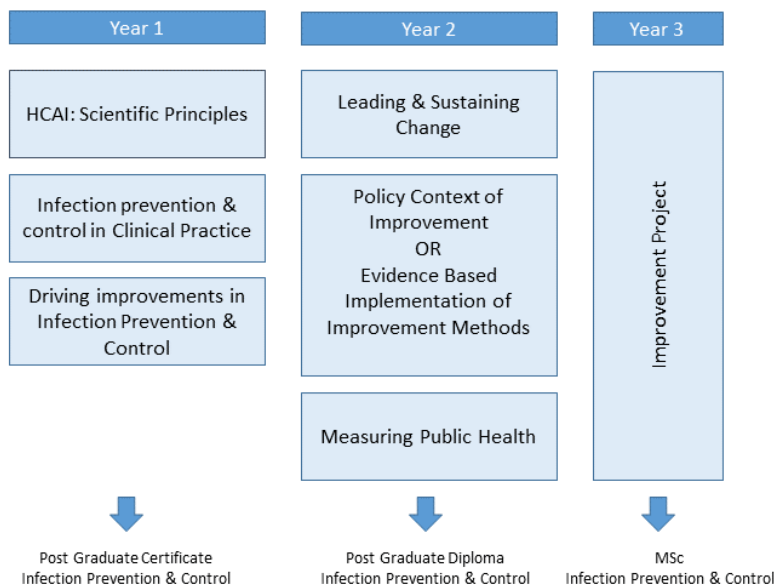 Year 1
HCAI: Scientific Principles
Infection prevention &
control in Clinical Practice
Driving improvements in
Infection Prevention &
Control
Post Graduate Certificate
Infection Prevention & Control
Year 2
Leading & Sustaining
Change
Policy Context of
Improvement
OR
Evidence Based
Implementation of
Improvement Methods
Measuring Public Health
Post Graduate Diploma
Infection Prevention & Control
Year 3
Improvement Project
MSc
Infection Prevention & Control